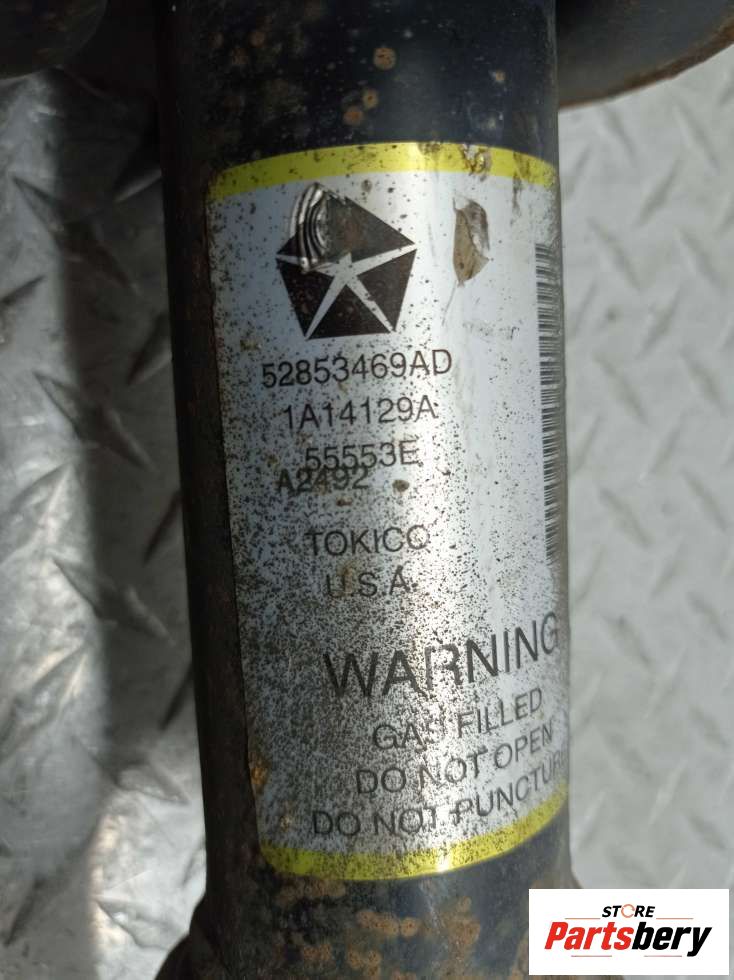 52853469AD
1A14129A
55553E
A2492
TOKICO
U.S.A.
WARNING
GAS FILLED
DO NOT OPEN
DO NOT PUNCTURE
STORE
Partsbery